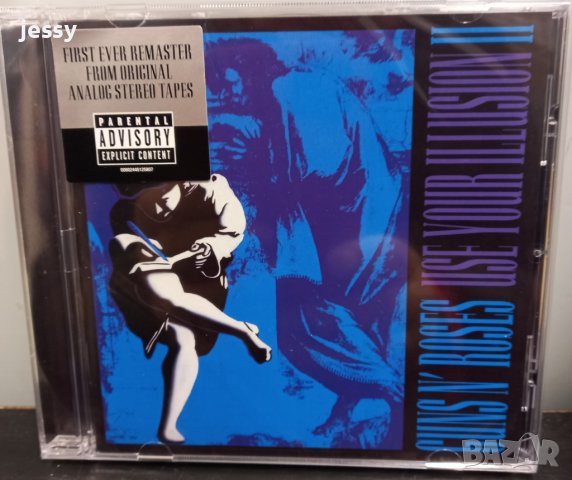 jessy
FIRST EVER REMASTER
FROM ORIGINAL
ANALOG STEREO TAPES
PARENTAL
ADVISORY
EXPLICIT CONTENT
GUNS N' ROSES
USE YOUR ILLUSION II
BAZAR